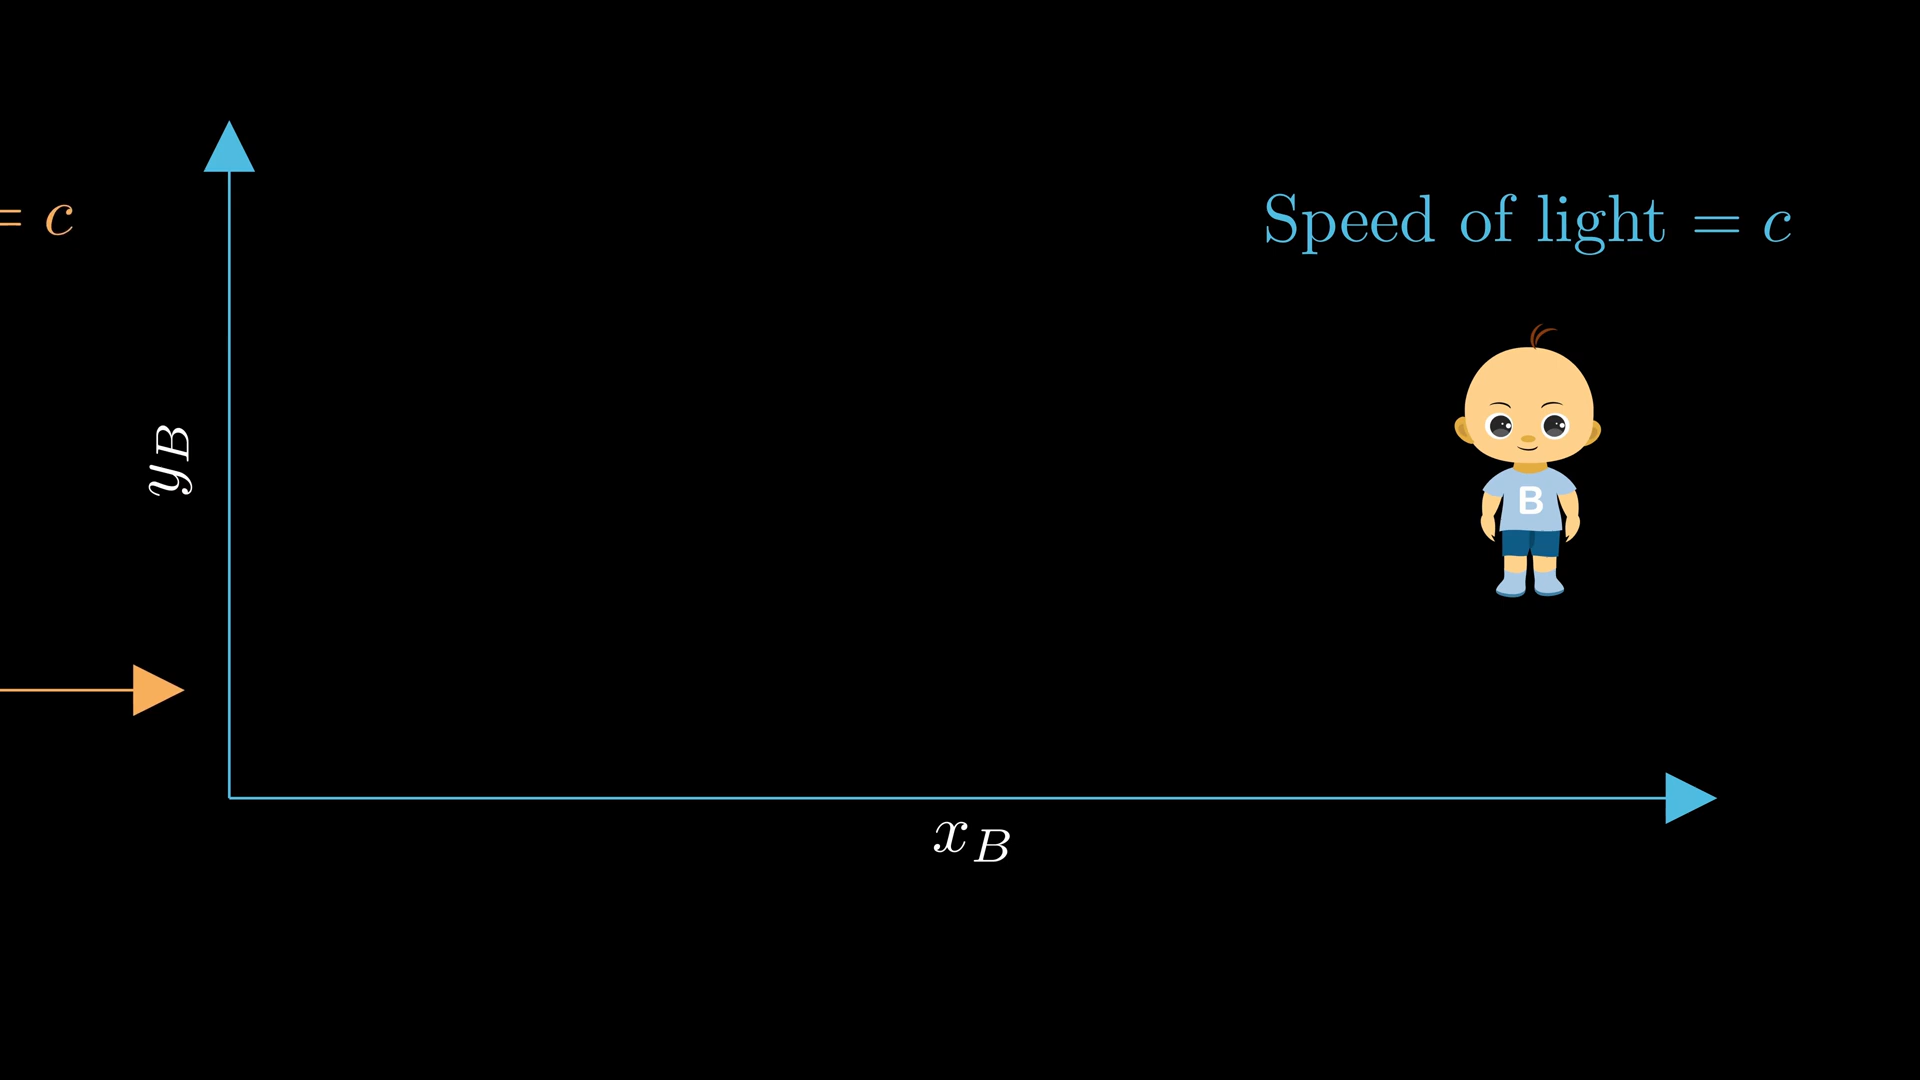 = c
Speed of light = c
y_B
B
x_B